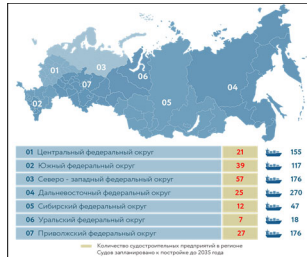 01
03
06
04
07
02
05
01 Центральный федеральный округ 21 155
02 Южный федеральный округ 39 117
03 Северо - западный федеральный округ 57 176
04 Дальневосточный федеральный округ 25 270
05 Сибирский федеральный округ 12 47
06 Уральский федеральный округ 7 18
07 Приволжский федеральный округ 27 176
Количество судостроительных предприятий в регионе
Судов запланировано к постройке до 2035 года